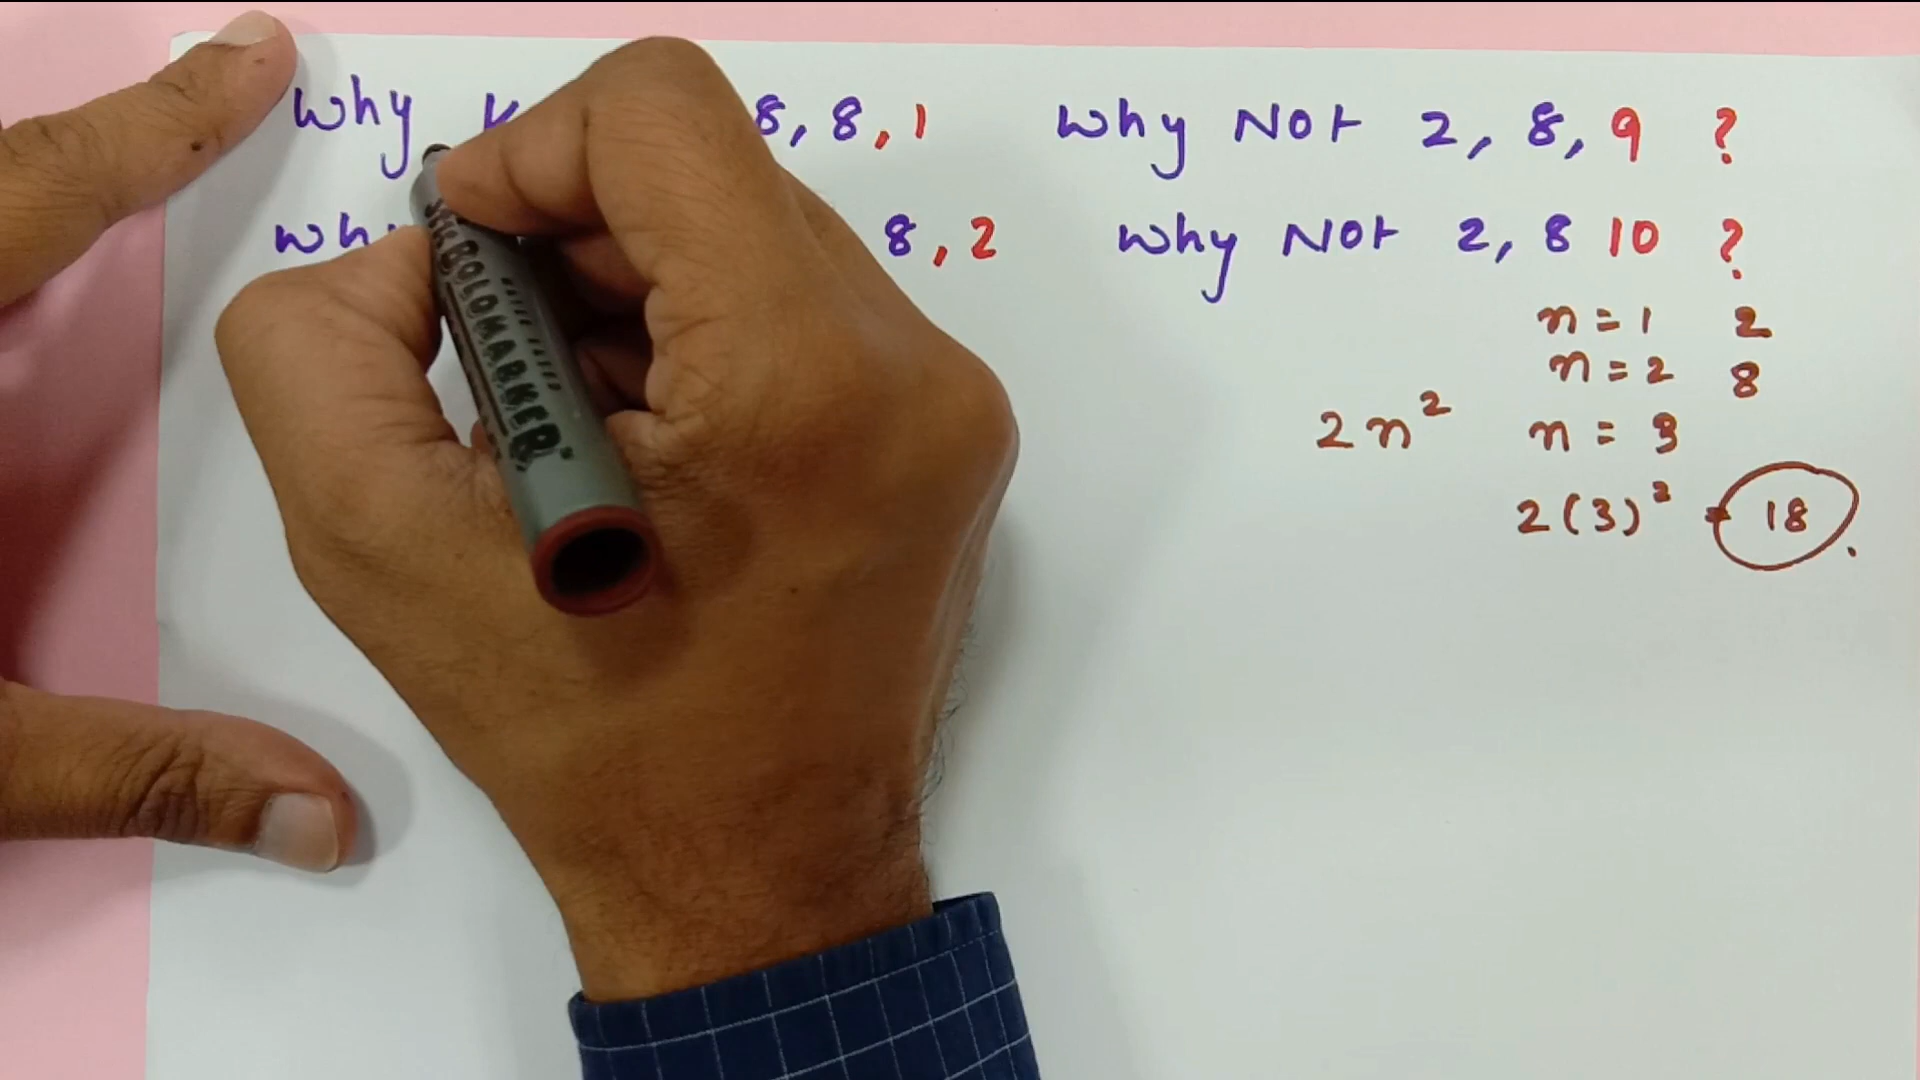 Why K 8, 8, 1 Why Not 2, 8, 9 ?
Why 8, 2 Why Not 2, 8 10 ?
n = 1 2
n = 2 8
2n² n = 3
2(3)² = 18.
BOLOMARKER